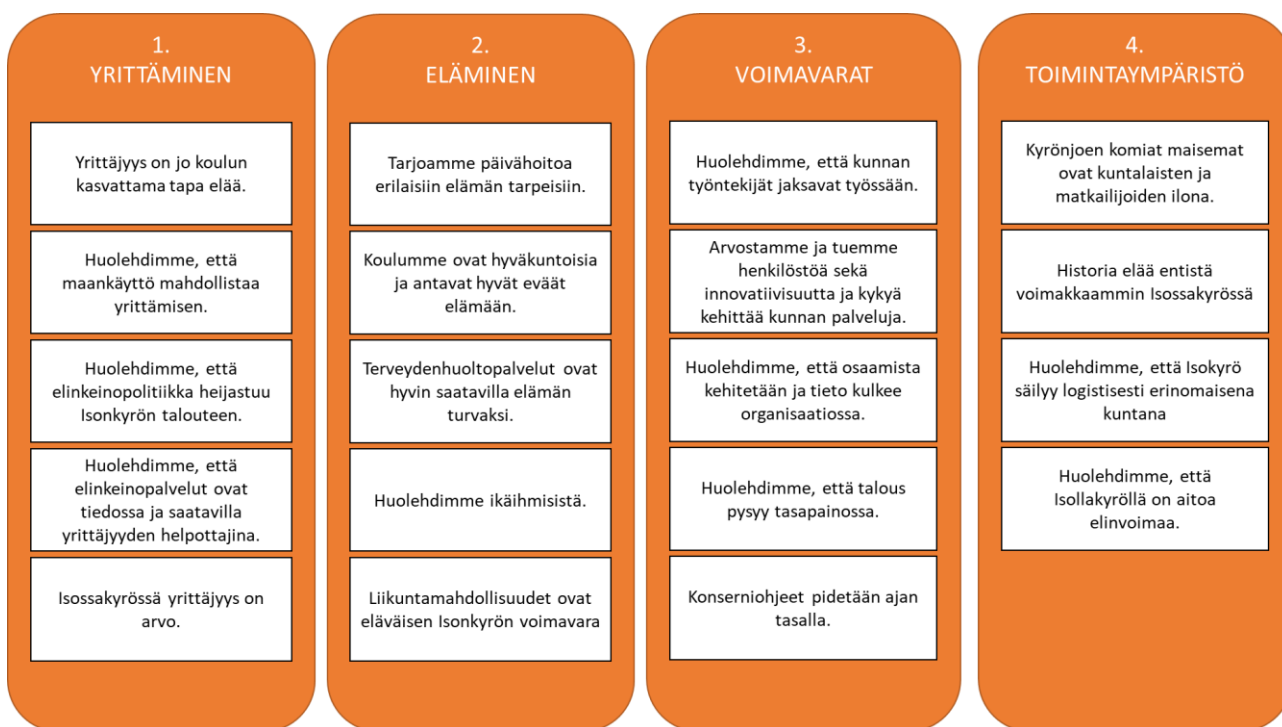 1.
YRITTÄMINEN
Yrittäjyys on jo koulun
kasvattama tapa elää.
Huolehdimme, että
maankäyttö mahdollistaa
yrittämisen.
Huolehdimme, että
elinkeinopolitiikka heijastuu
Isonkyrön talouteen.
Huolehdimme, että
elinkeinopalvelut ovat
tiedossa ja saatavilla
yrittäjyyden helpottajina.
Isossakyrössä yrittäjyys on
arvo.
2.
ELÄMINEN
Tarjoamme päivähoitoa
erilaisiin elämän tarpeisiin.
Koulumme ovat hyväkuntoisia
ja antavat hyvät eväät
elämään.
Terveydenhuoltopalvelut ovat
hyvin saatavilla elämän
turvaksi.
Huolehdimme ikäihmisistä.
Liikuntamahdollisuudet ovat
eläväisen Isonkyrön voimavara
3.
VOIMAVARAT
Huolehdimme, että kunnan
työntekijät jaksavat työssään.
Arvostamme ja tuemme
henkilöstöä sekä
innovatiivisuutta ja kykyä
kehittää kunnan palveluja.
Huolehdimme, että osaamista
kehitetään ja tieto kulkee
organisaatiossa.
Huolehdimme, että talous
pysyy tasapainossa.
Konserniohjeet pidetään ajan
tasalla.
4.
TOIMINTAYMPÄRISTÖ
Kyrönjoen komiat maisemat
ovat kuntalaisten ja
matkailijoiden ilona.
Historia elää entistä
voimakkaammin Isossakyrössä
Huolehdimme, että Isokyrö
säilyy logistisesti erinomaisena
kuntana
Huolehdimme, että
Isollakyröllä on aitoa
elinvoimaa.